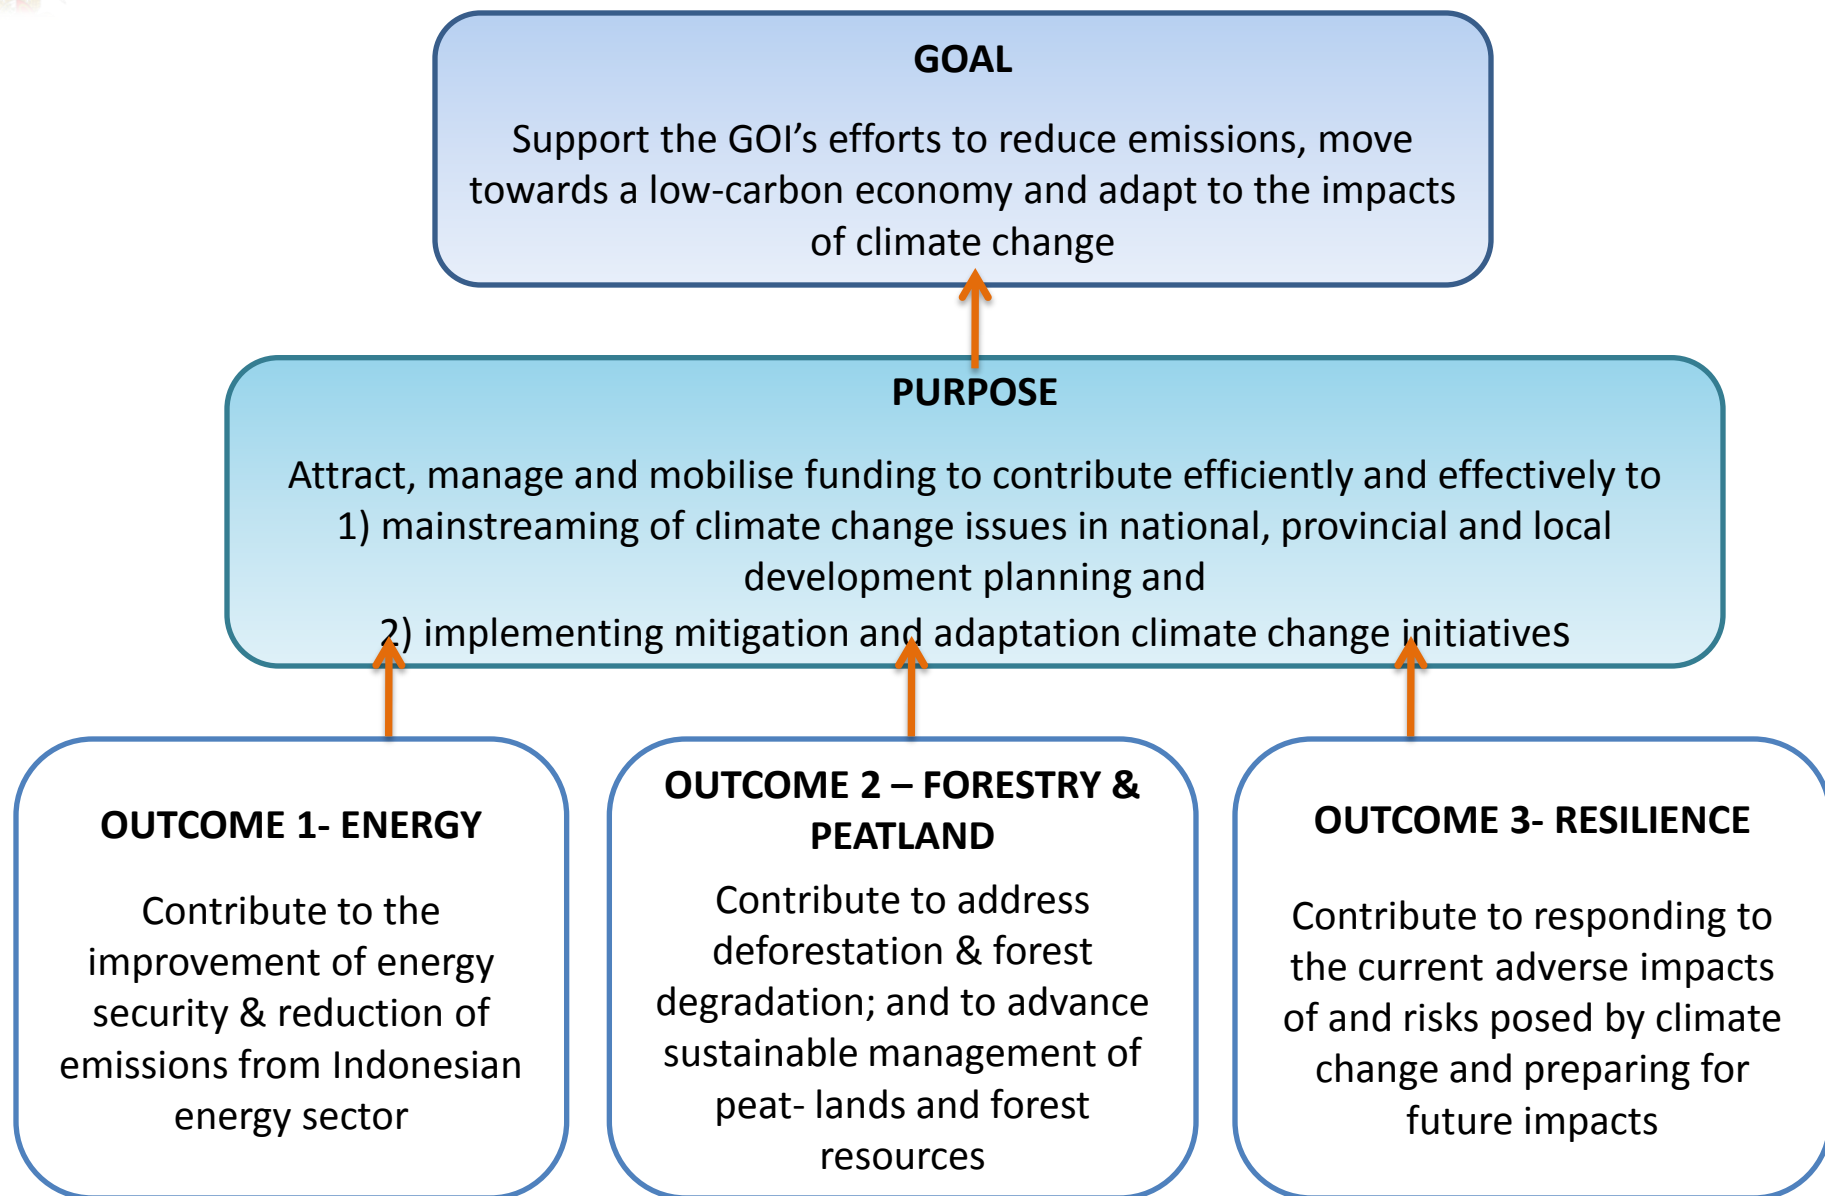 GOAL
Support the GOI’s efforts to reduce emissions, move
towards a low-carbon economy and adapt to the impacts
of climate change
PURPOSE
Attract, manage and mobilise funding to contribute efficiently and effectively to
1) mainstreaming of climate change issues in national, provincial and local
development planning and
2) implementing mitigation and adaptation climate change initiatives
OUTCOME 1- ENERGY
Contribute to the
improvement of energy
security & reduction of
emissions from Indonesian
energy sector
OUTCOME 2 – FORESTRY &
PEATLAND
Contribute to address
deforestation & forest
degradation; and to advance
sustainable management of
peat- lands and forest
resources
OUTCOME 3- RESILIENCE
Contribute to responding to
the current adverse impacts
of and risks posed by climate
change and preparing for
future impacts